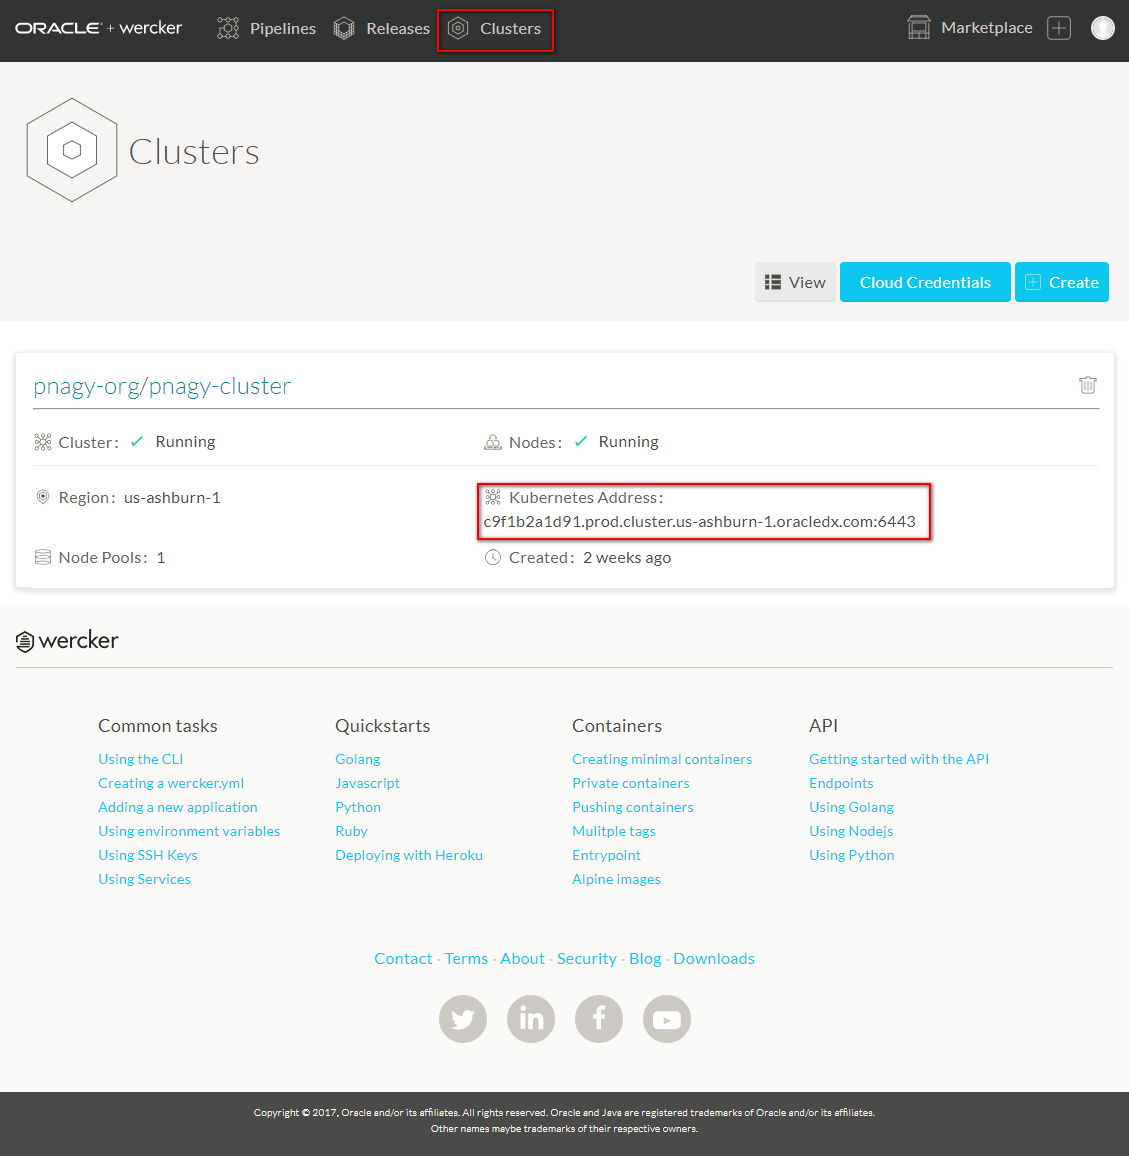 ORACLE + wercker Pipelines Releases Clusters Marketplace
Clusters
View Cloud Credentials Create
pnagy-org/pnagy-cluster
Cluster: Running Nodes: Running
Region: us-ashburn-1 Kubernetes Address:
c9f1b2a1d91.prod.cluster.us-ashburn-1.oracledx.com:6443
Node Pools: 1 Created: 2 weeks ago
wercker
Common tasks
Using the CLI
Creating a wercker.yml
Adding a new application
Using environment variables
Using SSH Keys
Using Services
Quickstarts
Golang
Javascript
Python
Ruby
Deploying with Heroku
Containers
Creating minimal containers
Private containers
Pushing containers
Mulitple tags
Entrypoint
Alpine images
API
Getting started with the API
Endpoints
Using Golang
Using Nodejs
Using Python
Contact - Terms - About - Security - Blog - Downloads
Copyright © 2017, Oracle and/or its affiliates. All rights reserved. Oracle and Java are registered trademarks of Oracle and/or its affiliates.
Other names maybe trademarks of their respective owners.